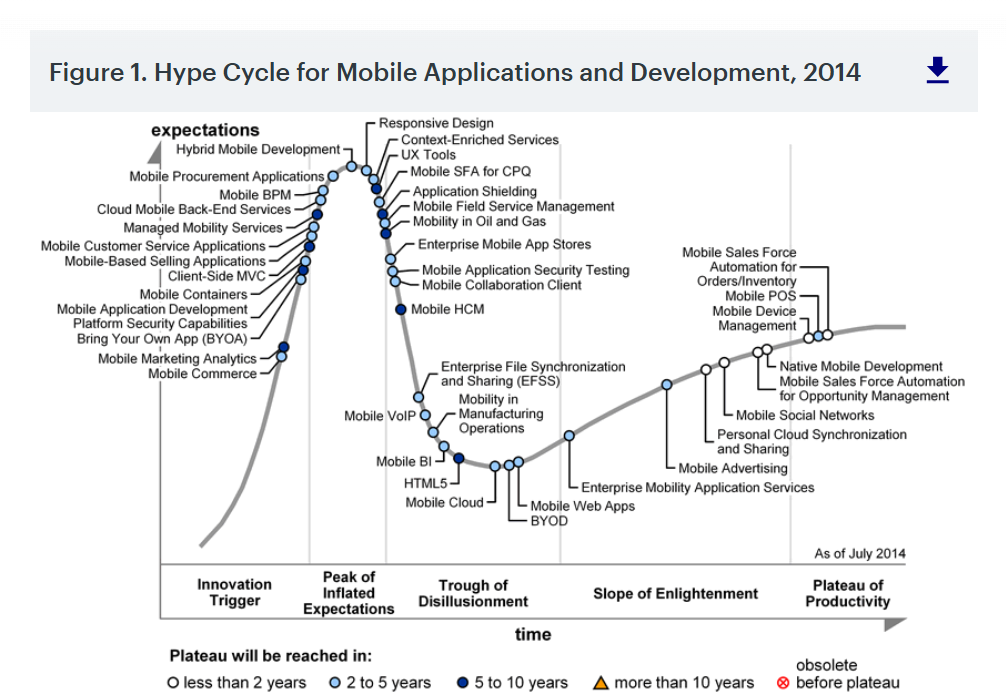 Figure 1. Hype Cycle for Mobile Applications and Development, 2014
expectations
Hybrid Mobile Development
Mobile Procurement Applications
Mobile BPM
Cloud Mobile Back-End Services
Managed Mobility Services
Mobile Customer Service Applications
Mobile-Based Selling Applications
Client-Side MVC
Mobile Containers
Mobile Application Development
Platform Security Capabilities
Bring Your Own App (BYOA)
Mobile Marketing Analytics
Mobile Commerce
Responsive Design
Context-Enriched Services
UX Tools
Mobile SFA for CPQ
Application Shielding
Mobile Field Service Management
Mobility in Oil and Gas
Enterprise Mobile App Stores
Mobile Application Security Testing
Mobile Collaboration Client
Mobile HCM
Enterprise File Synchronization
and Sharing (EFSS)
Mobility in
Manufacturing
Operations
Mobile VoIP
Mobile BI
HTML5
Mobile Cloud
Mobile Web Apps
BYOD
Enterprise Mobility Application Services
Mobile Advertising
Personal Cloud Synchronization
and Sharing
Mobile Social Networks
Mobile Sales Force Automation
for Opportunity Management
Native Mobile Development
Mobile Sales Force
Automation for
Orders/Inventory
Mobile POS
Mobile Device
Management
As of July 2014
Innovation
Trigger
Peak of
Inflated
Expectations
Trough of
Disillusionment
Slope of Enlightenment
Plateau of
Productivity
time
Plateau will be reached in:
less than 2 years
2 to 5 years
5 to 10 years
more than 10 years
obsolete
before plateau